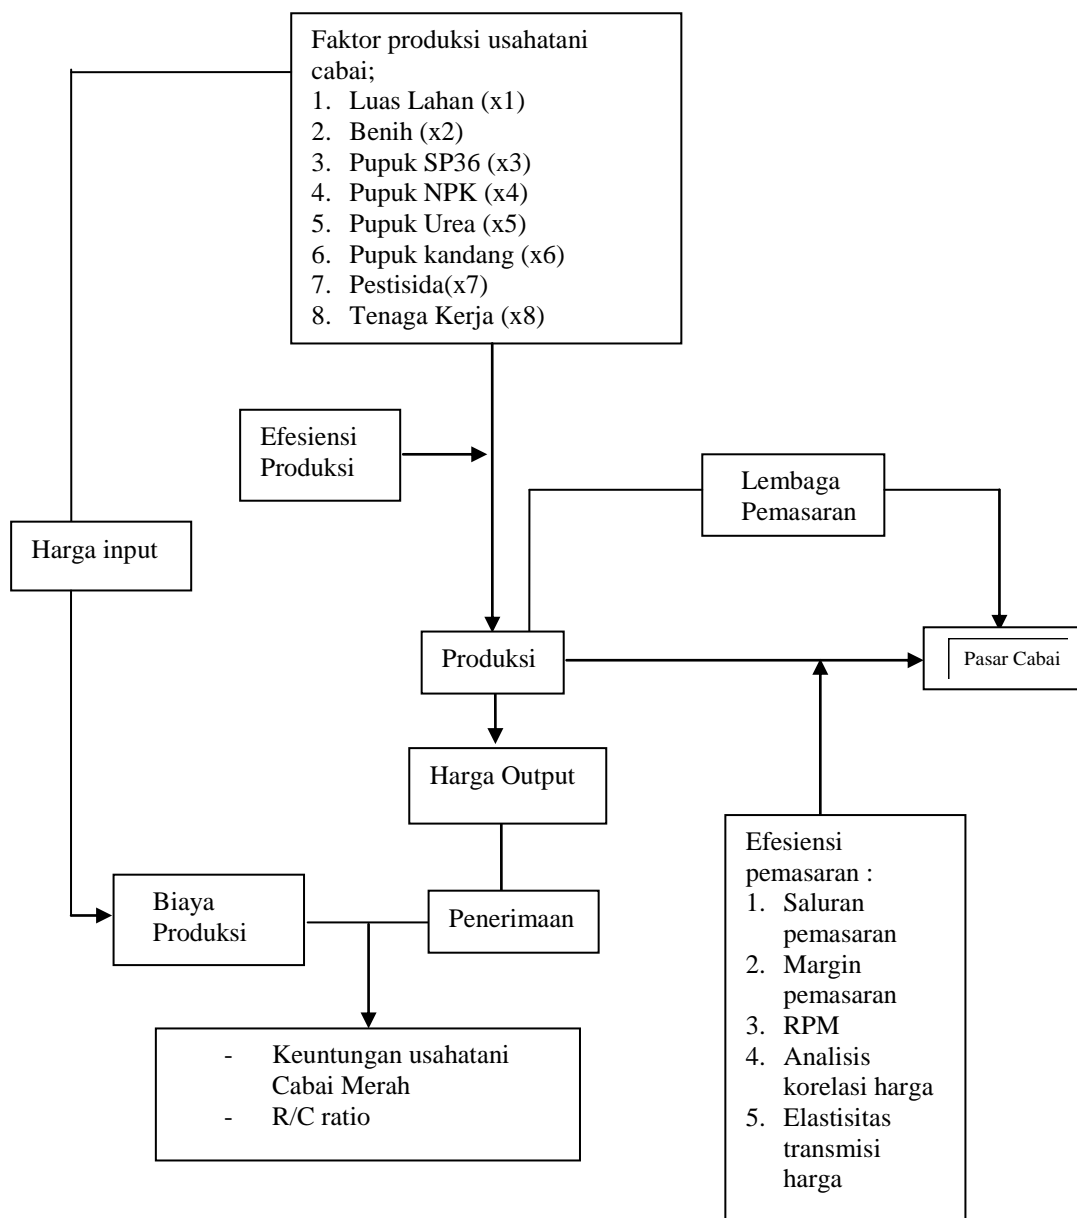 Faktor produksi usahatani
cabai;
1. Luas Lahan (x1)
2. Benih (x2)
3. Pupuk SP36 (x3)
4. Pupuk NPK (x4)
5. Pupuk Urea (x5)
6. Pupuk kandang (x6)
7. Pestisida(x7)
8. Tenaga Kerja (x8)
Efesiensi
Produksi
Lembaga
Pemasaran
Harga input
Produksi
Pasar Cabai
Harga Output
Efesiensi
pemasaran :
1. Saluran
pemasaran
2. Margin
pemasaran
3. RPM
4. Analisis
korelasi harga
5. Elastisitas
transmisi
harga
Biaya
Produksi
Penerimaan
- Keuntungan usahatani
Cabai Merah
- R/C ratio